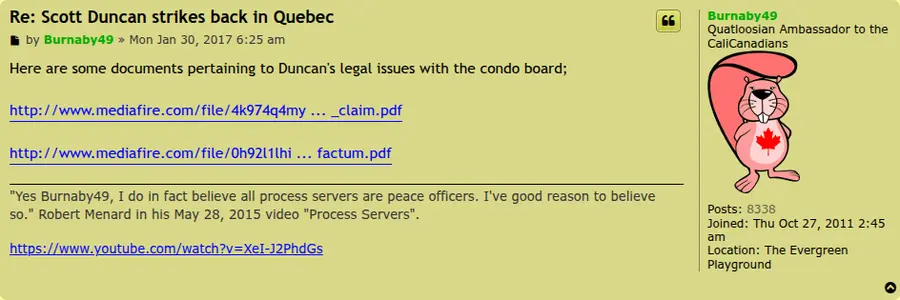 Re: Scott Duncan strikes back in Quebec
by Burnaby49 » Mon Jan 30, 2017 6:25 am
Here are some documents pertaining to Duncan's legal issues with the condo board;
http://www.mediafire.com/file/4k974q4my ... _claim.pdf
http://www.mediafire.com/file/0h92l1lhi ... factum.pdf
"Yes Burnaby49, I do in fact believe all process servers are peace officers. I've good reason to believe
so." Robert Menard in his May 28, 2015 video "Process Servers".
https://www.youtube.com/watch?v=XeI-J2PhdGs
Burnaby49
Quatloosian Ambassador to the
CaliCanadians
Posts: 8338
Joined: Thu Oct 27, 2011 2:45
am
Location: The Evergreen
Playground